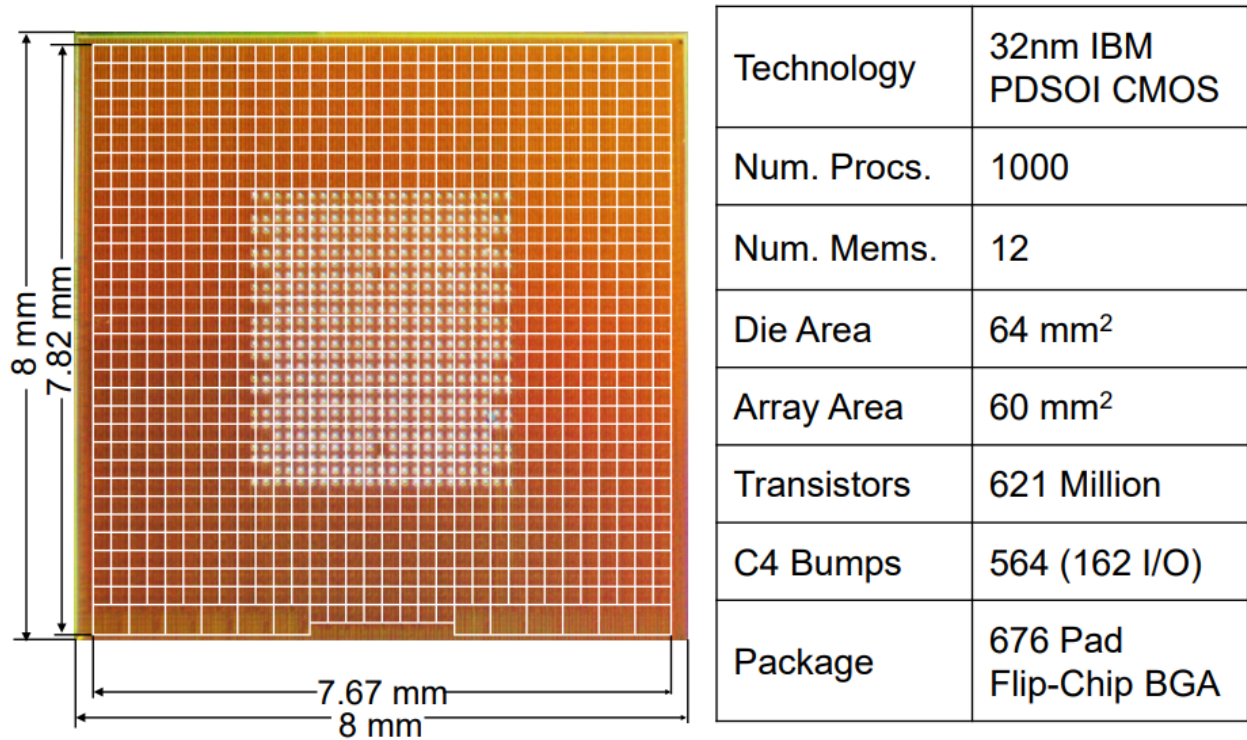 8 mm
7.82 mm
7.67 mm
8 mm
Technology
32nm IBM
PDSOI CMOS
Num. Procs.
1000
Num. Mems.
12
Die Area
64 mm²
Array Area
60 mm²
Transistors
621 Million
C4 Bumps
564 (162 I/O)
Package
676 Pad
Flip-Chip BGA